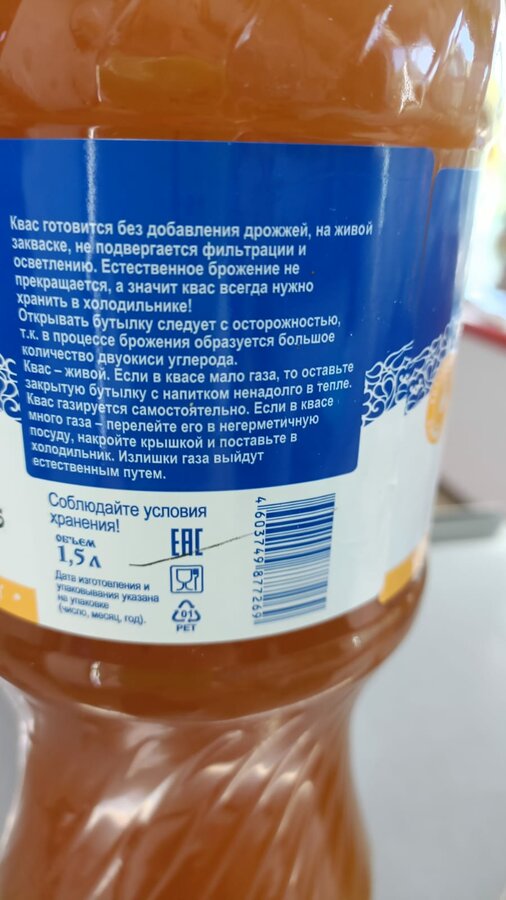 Квас готовится без добавления дрожжей, на живой
закваске, не подвергается фильтрации и
осветлению. Естественное брожение не
прекращается, а значит квас всегда нужно
хранить в холодильнике!
Открывать бутылку следует с осторожностью,
т.к. в процессе брожения образуется большое
количество двуокиси углерода.
Квас – живой. Если в квасе мало газа, то оставьте
закрытую бутылку с напитком ненадолго в тепле.
Квас газируется самостоятельно. Если в квасе
много газа – перелейте его в негерметичную
посуду, накройте крышкой и поставьте в
холодильник. Излишки газа выйдут
естественным путем.
Соблюдайте условия
хранения!
объем
1,5 л
Дата изготовления и
упаковывания указана
на упаковке
(число, месяц, год).
EAC
01
PET
4603749877269